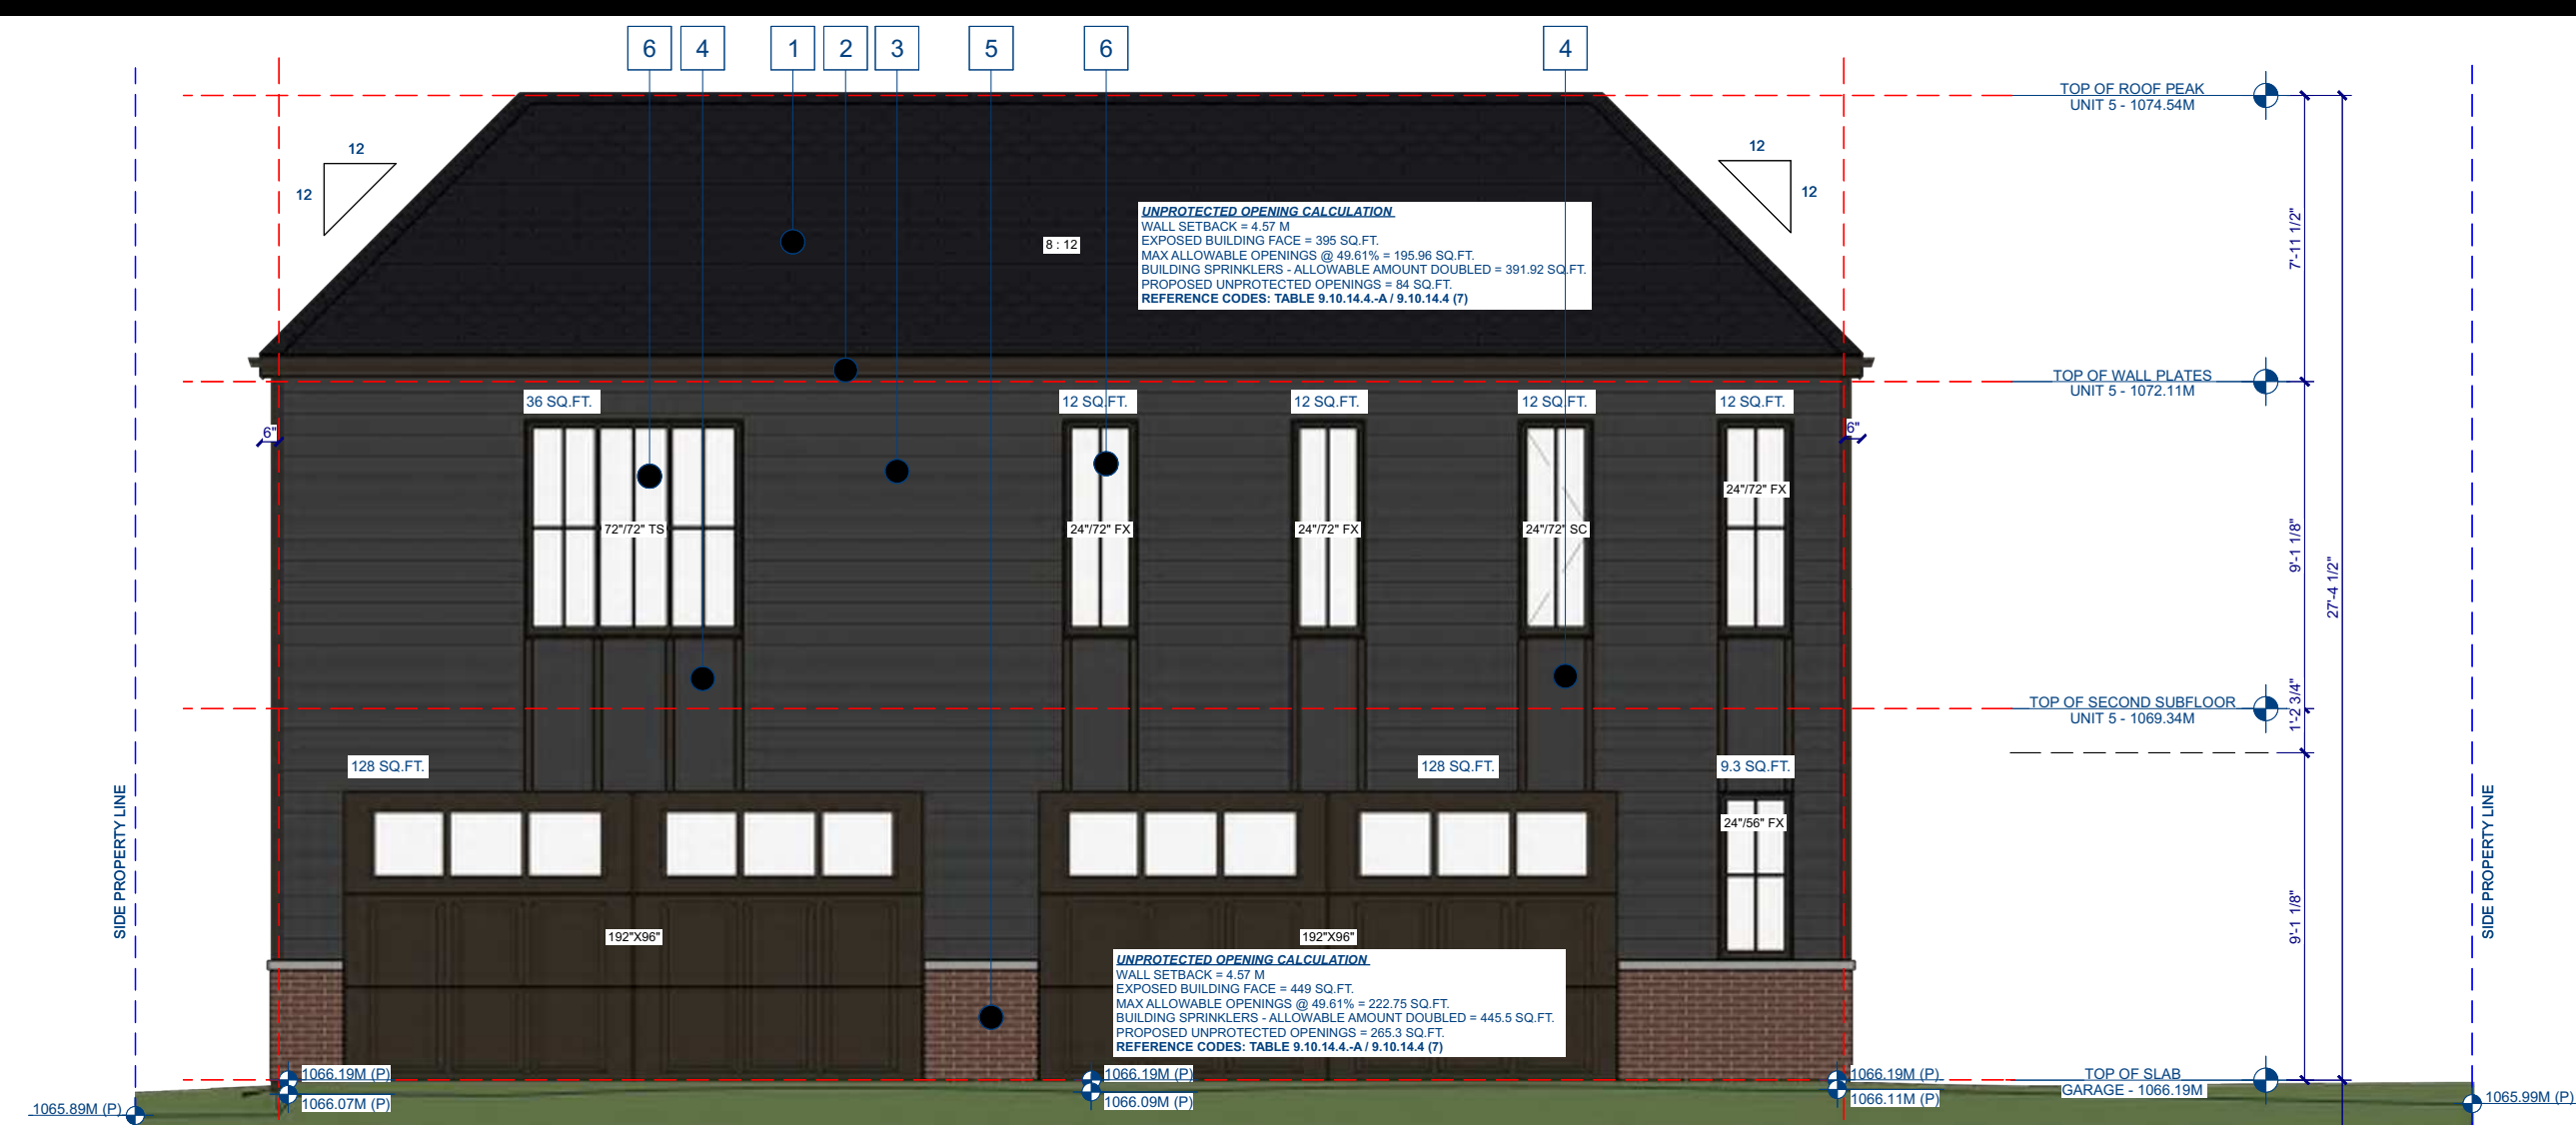 6
4
1
2
3
5
6
4
TOP OF ROOF PEAK
UNIT 5 - 1074.54M
12
12
12
12
8 : 12
UNPROTECTED OPENING CALCULATION
WALL SETBACK = 4.57 M
EXPOSED BUILDING FACE = 395 SQ.FT.
MAX ALLOWABLE OPENINGS @ 49.61% = 195.96 SQ.FT.
BUILDING SPRINKLERS - ALLOWABLE AMOUNT DOUBLED = 391.92 SQ.FT.
PROPOSED UNPROTECTED OPENINGS = 84 SQ.FT.
REFERENCE CODES: TABLE 9.10.14.4.-A / 9.10.14.4 (7)
7'-11 1/2"
TOP OF WALL PLATES
UNIT 5 - 1072.11M
36 SQ.FT.
12 SQ.FT.
12 SQ.FT.
12 SQ.FT.
12 SQ.FT.
6"
6"
72"/72" TS
24"/72" FX
24"/72" FX
24"/72" SC
24"/72" FX
9'-1 1/8"
27'-4 1/2"
TOP OF SECOND SUBFLOOR
UNIT 5 - 1069.34M
1'-2 3/4"
128 SQ.FT.
128 SQ.FT.
9.3 SQ.FT.
24"/56" FX
SIDE PROPERTY LINE
SIDE PROPERTY LINE
9'-1 1/8"
192"X96"
192"X96"
UNPROTECTED OPENING CALCULATION
WALL SETBACK = 4.57 M
EXPOSED BUILDING FACE = 449 SQ.FT.
MAX ALLOWABLE OPENINGS @ 49.61% = 222.75 SQ.FT.
BUILDING SPRINKLERS - ALLOWABLE AMOUNT DOUBLED = 445.5 SQ.FT.
PROPOSED UNPROTECTED OPENINGS = 265.3 SQ.FT.
REFERENCE CODES: TABLE 9.10.14.4.-A / 9.10.14.4 (7)
1066.19M (P)
1066.07M (P)
1066.19M (P)
1066.09M (P)
1066.19M (P)
1066.11M (P)
TOP OF SLAB
GARAGE - 1066.19M
1065.89M (P)
1065.99M (P)